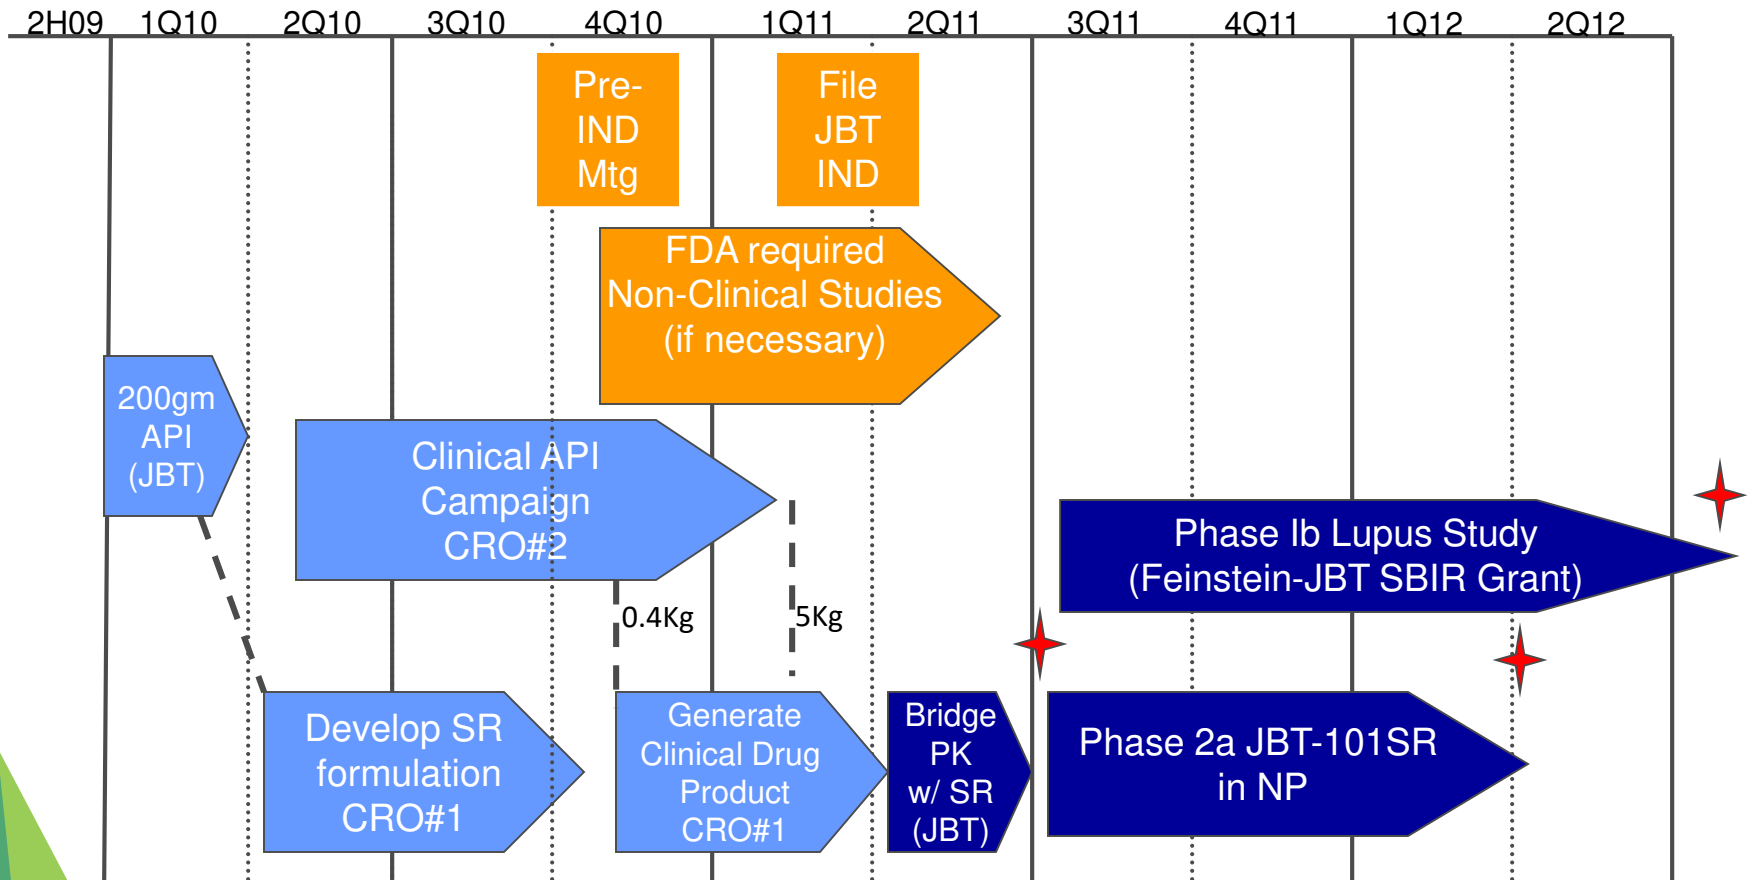 2H09 1Q10 2Q10 3Q10 4Q10 1Q11 2Q11 3Q11 4Q11 1Q12 2Q12
Pre-
IND
Mtg
File
JBT
IND
FDA required
Non-Clinical Studies
(if necessary)
200gm
API
(JBT)
Clinical API
Campaign
CRO#2
Phase Ib Lupus Study
(Feinstein-JBT SBIR Grant)
0.4Kg
5Kg
Develop SR
formulation
CRO#1
Generate
Clinical Drug
Product
CRO#1
Bridge
PK
w/ SR
(JBT)
Phase 2a JBT-101SR
in NP